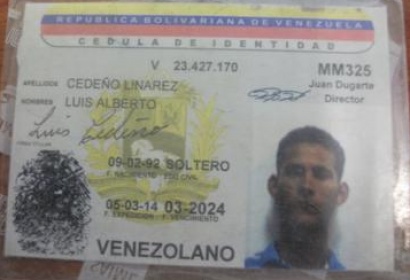 REPUBLICA BOLIVARIANA DE VENEZUELA
CEDULA DE IDENTIDAD
V 23.427.170
MM325
Juan Dugarte
Director
APELLIDOS CEDEÑO LINAREZ
NOMBRES LUIS ALBERTO
Luis Cedeño
09-02-92 SOLTERO
F. NACIMIENTO EDO CIVIL
05-03-14 03-2024
F. EXPEDICION F. VENCIMIENTO
VENEZOLANO